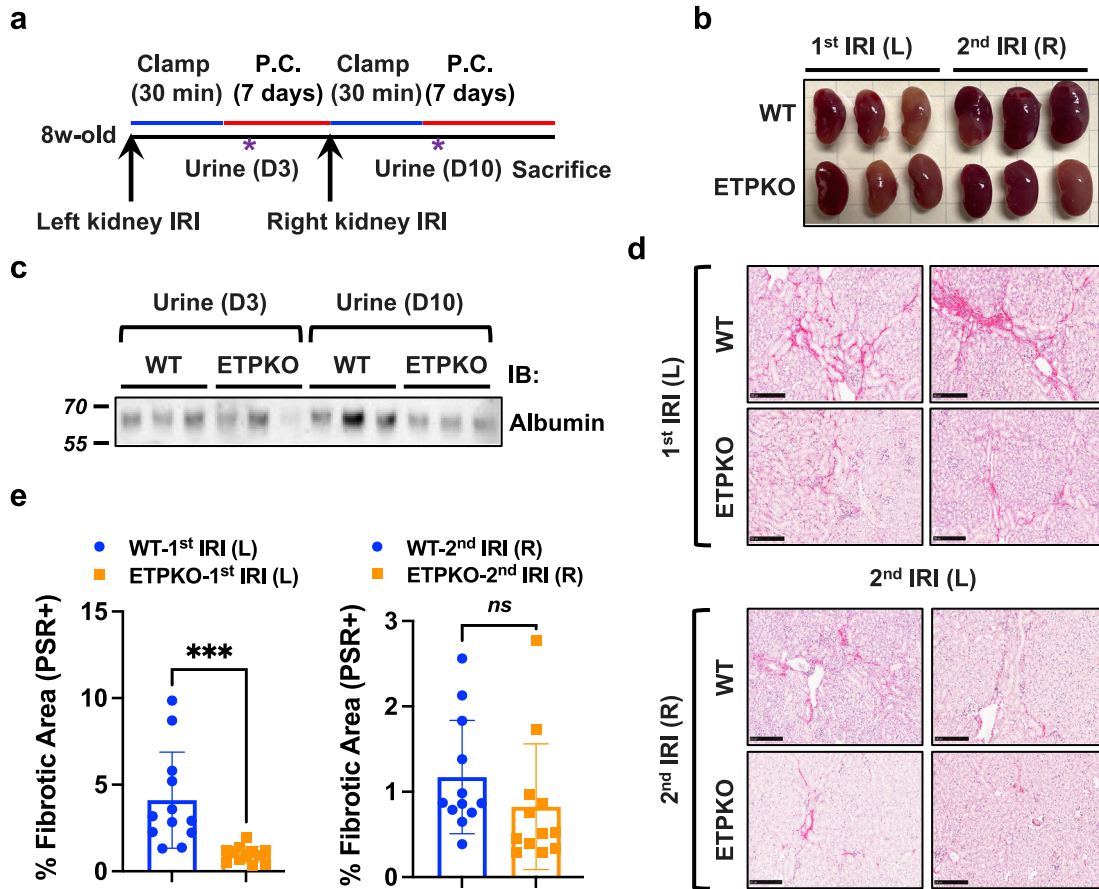 a
Clamp
(30 min)
P.C.
(7 days)
Clamp
(30 min)
P.C.
(7 days)
8w-old
*
*
Urine (D3)
Urine (D10)
Sacrifice
Left kidney IRI
Right kidney IRI
b
1st IRI (L)
2nd IRI (R)
WT
ETPKO
c
Urine (D3)
Urine (D10)
WT
ETPKO
WT
ETPKO
IB:
70
55
Albumin
d
1st IRI (L)
WT
ETPKO
2nd IRI (L)
2nd IRI (R)
WT
ETPKO
e
WT-1st IRI (L)
ETPKO-1st IRI (L)
% Fibrotic Area (PSR+)
15
10
5
0
***
WT-2nd IRI (R)
ETPKO-2nd IRI (R)
% Fibrotic Area (PSR+)
3
2
1
0
ns